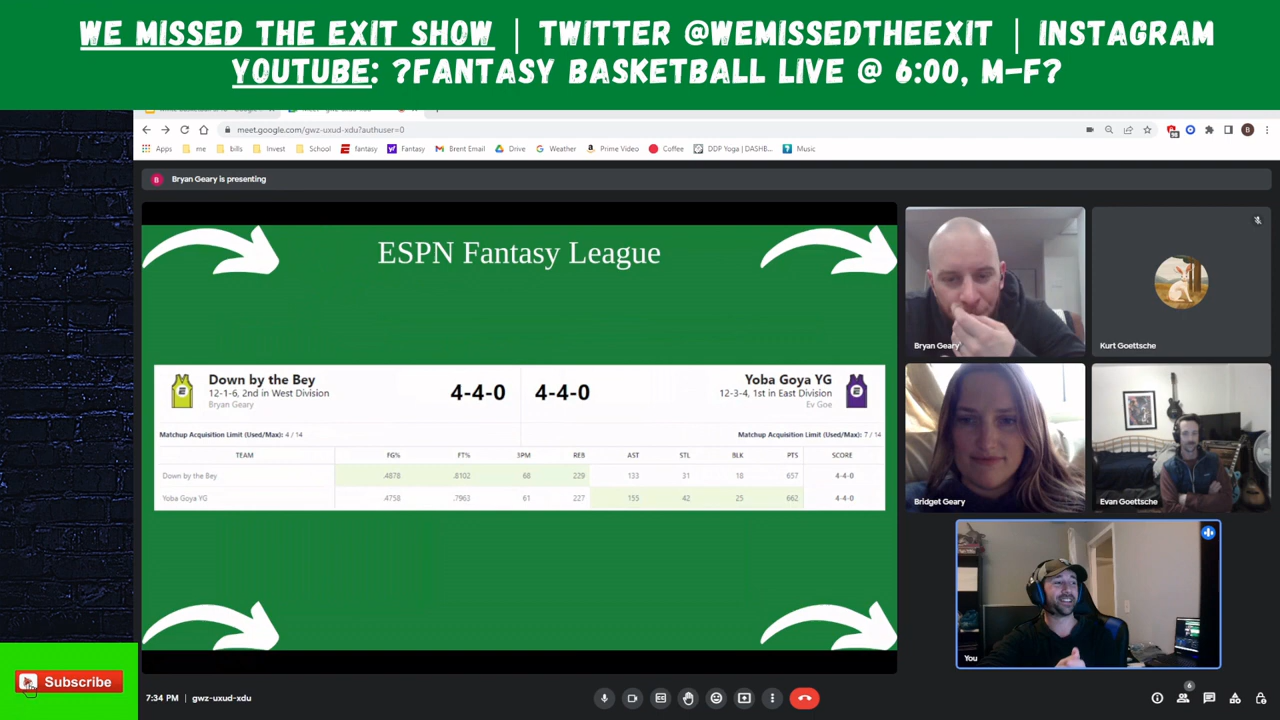 WE MISSED THE EXIT SHOW | TWITTER @WEMISSEDTHEEXIT | INSTAGRAM
YOUTUBE: ?FANTASY BASKETBALL LIVE @ 6:00, M-F?
meet.google.com/gwz-uxud-xdu?authuser=0
Apps me bills Invest School fantasy Fantasy Brent Email Drive Weather Prime Video Coffee DDP Yoga | DASHB... Music
B Bryan Geary is presenting
ESPN Fantasy League
Down by the Bey 4-4-0 4-4-0 Yoba Goya YG
12-1-6, 2nd in West Division 12-3-4, 1st in East Division
Bryan Geary Ev Goe
Matchup Acquisition Limit (Used/Max): 4 / 14 Matchup Acquisition Limit (Used/Max): 7 / 14
TEAM FG% FT% 3PM REB AST STL BLK PTS SCORE
Down by the Bey .4878 .8102 68 229 133 31 18 657 4-4-0
Yoba Goya YG .4758 .7963 61 227 155 42 25 662 4-4-0
Bryan Geary Kurt Goettsche
Bridget Geary Evan Goettsche
You
Subscribe
7:34 PM | gwz-uxud-xdu
6